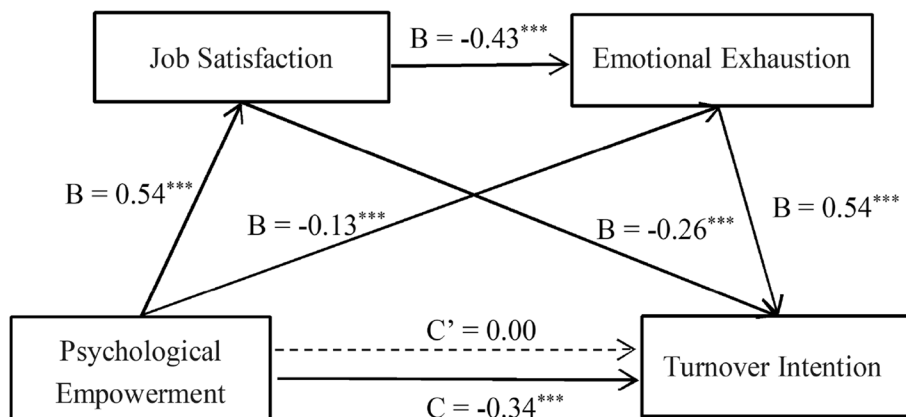 B = -0.43***
Job Satisfaction
Emotional Exhaustion
B = 0.54***
B = -0.13***
B = -0.26***
B = 0.54***
Psychological
Empowerment
C’ = 0.00
C = -0.34***
Turnover Intention